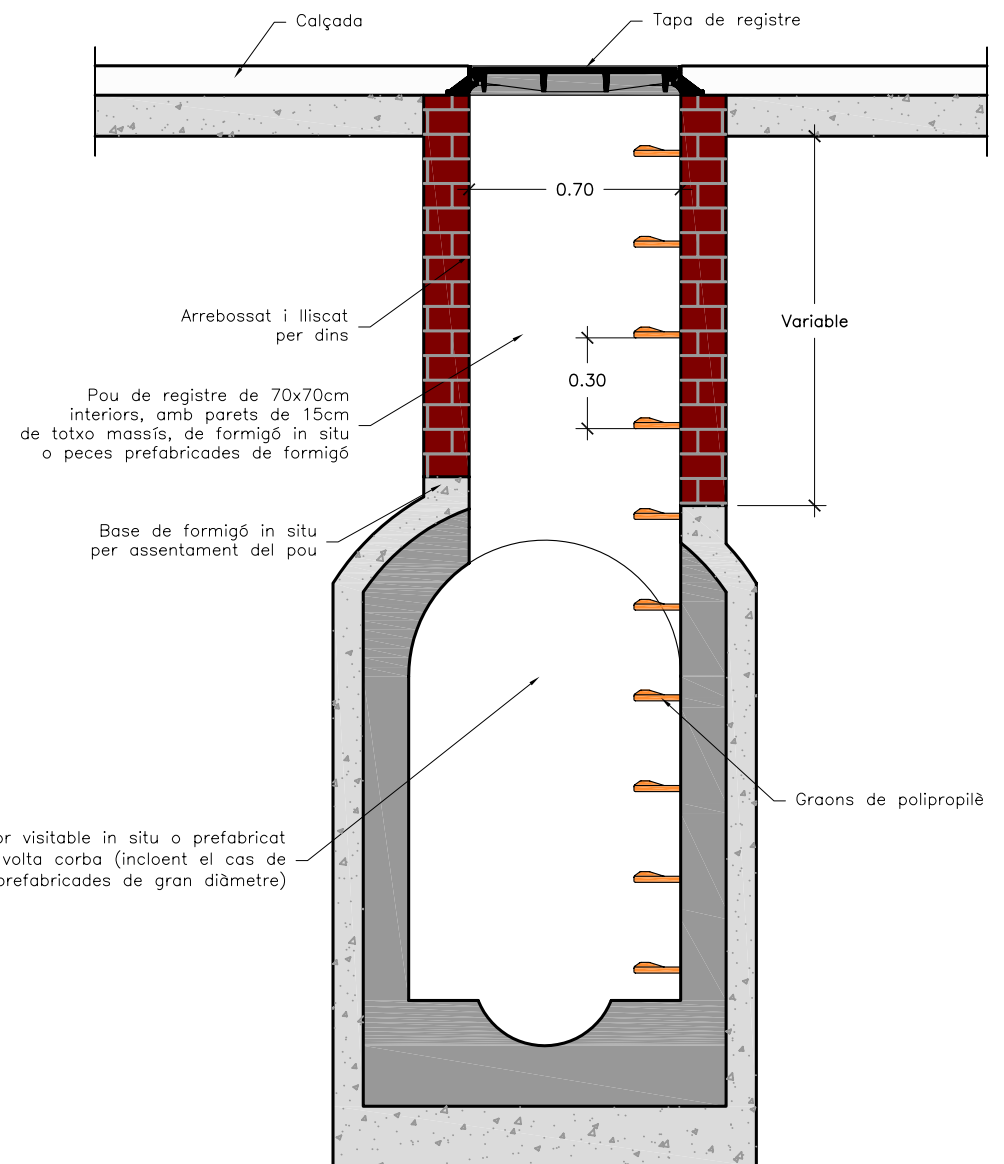 Calçada
Tapa de registre
0.70
Arrebossat i lliscat
per dins
Variable
0.30
Pou de registre de 70x70cm
interiors, amb parets de 15cm
de totxo massís, de formigó in situ
o peces prefabricades de formigó
Base de formigó in situ
per assentament del pou
Graons de polipropilè
or visitable in situ o prefabricat
volta corba (incloent el cas de
prefabricades de gran diàmetre)